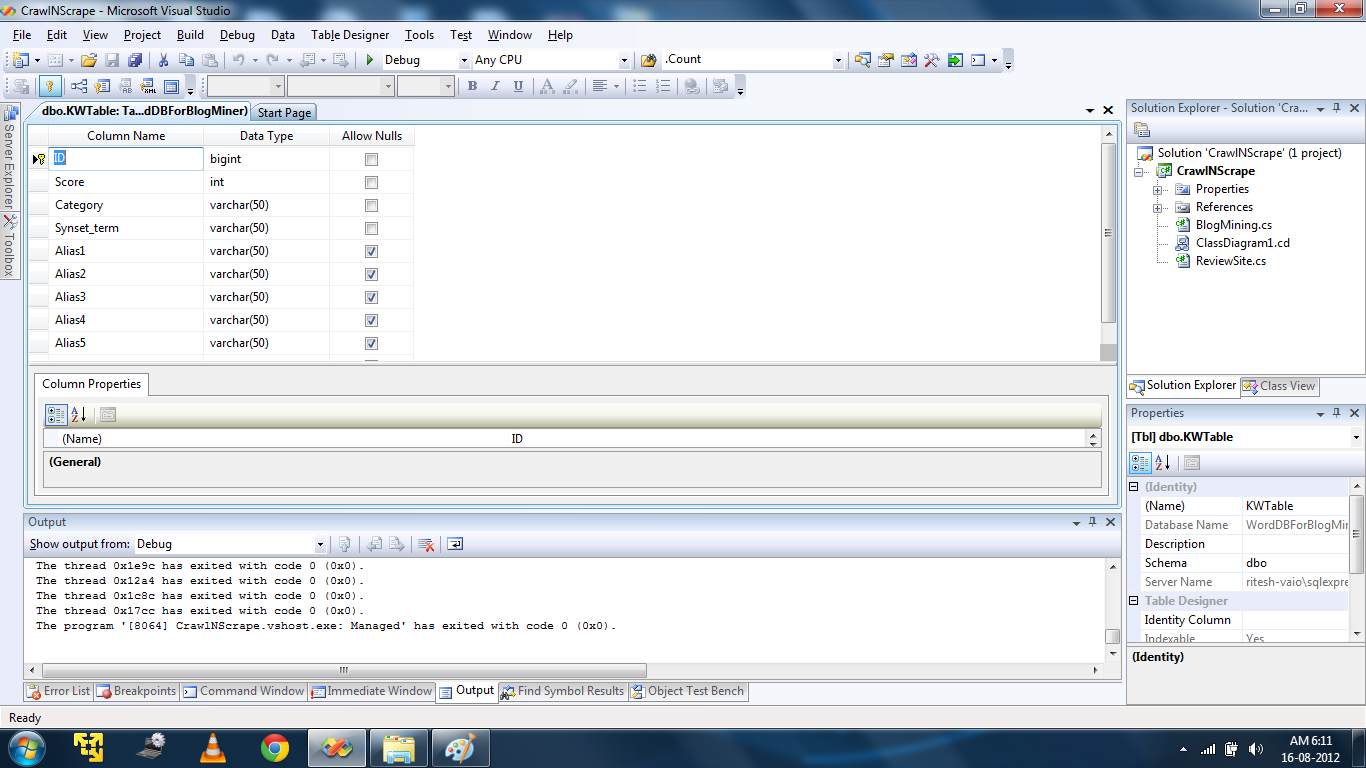 CrawlNScrape - Microsoft Visual Studio
File Edit View Project Build Debug Data Table Designer Tools Test Window Help
Debug Any CPU .Count
dbo.KWTable: Ta...dDBForBlogMiner) Start Page
Server Explorer
Toolbox
Column Name Data Type Allow Nulls
ID bigint
Score int
Category varchar(50)
Synset_term varchar(50)
Alias1 varchar(50)
Alias2 varchar(50)
Alias3 varchar(50)
Alias4 varchar(50)
Alias5 varchar(50)
Column Properties
(Name) ID
(General)
Output
Show output from: Debug
The thread 0x1e9c has exited with code 0 (0x0).
The thread 0x12a4 has exited with code 0 (0x0).
The thread 0x1c8c has exited with code 0 (0x0).
The thread 0x17cc has exited with code 0 (0x0).
The program '[8064] CrawlNScrape.vshost.exe: Managed' has exited with code 0 (0x0).
Error List Breakpoints Command Window Immediate Window Output Find Symbol Results Object Test Bench
Solution Explorer - Solution 'Cra...
Solution 'CrawlNScrape' (1 project)
CrawlNScrape
Properties
References
BlogMining.cs
ClassDiagram1.cd
ReviewSite.cs
Solution Explorer Class View
Properties
[Tbl] dbo.KWTable
(Identity)
(Name) KWTable
Database Name WordDBForBlogMin
Description
Schema dbo
Server Name ritesh-vaio\sqlexpre
Table Designer
Identity Column
Indexable Yes
(Identity)
Ready
AM 6:11
16-08-2012